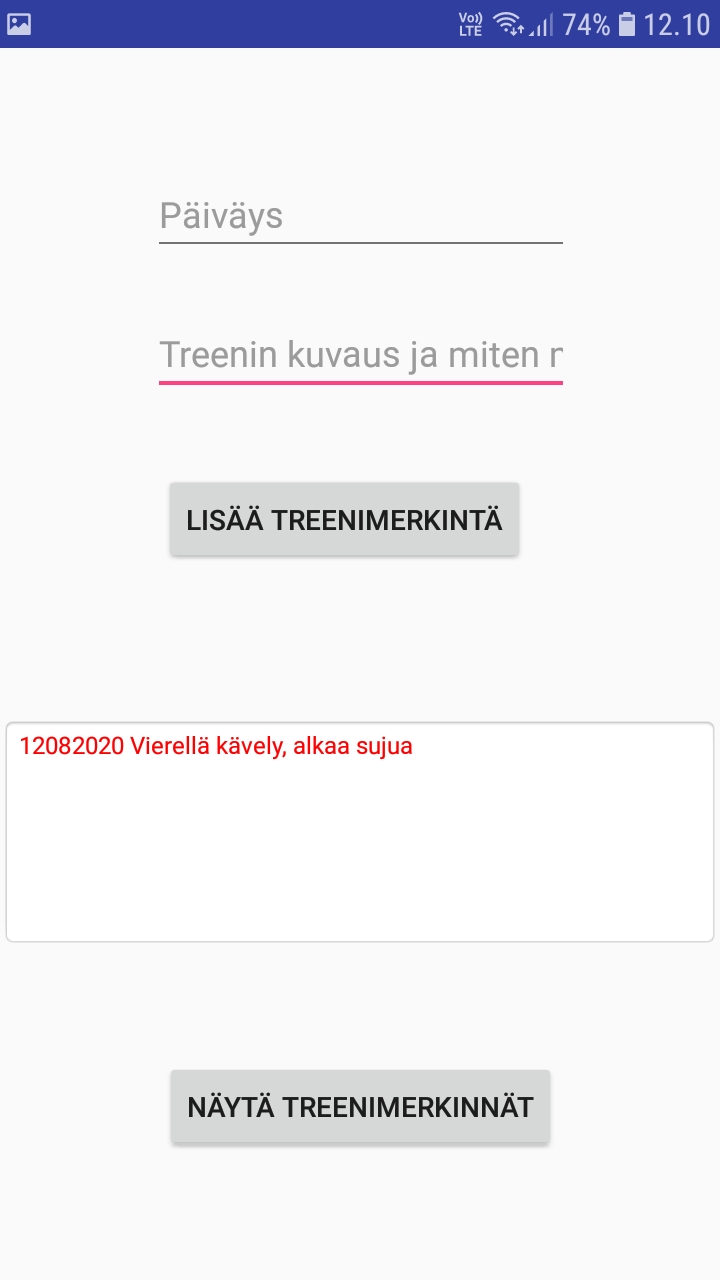 Vo)) LTE 74% 12.10
Päiväys
Treenin kuvaus ja miten
LISÄÄ TREENIMERKINTÄ
12082020 Vierellä kävely, alkaa sujua
NÄYTÄ TREENIMERKINNÄT